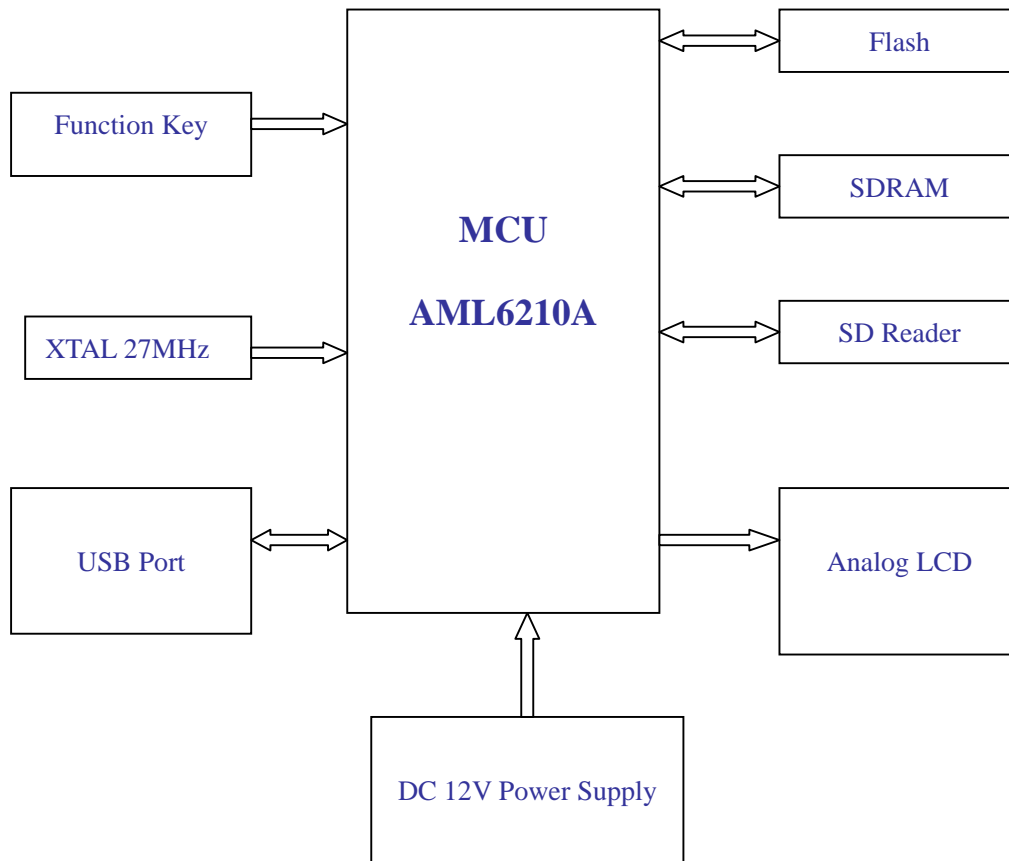 Flash
Function Key
SDRAM
MCU
AML6210A
SD Reader
XTAL 27MHz
USB Port
Analog LCD
DC 12V Power Supply